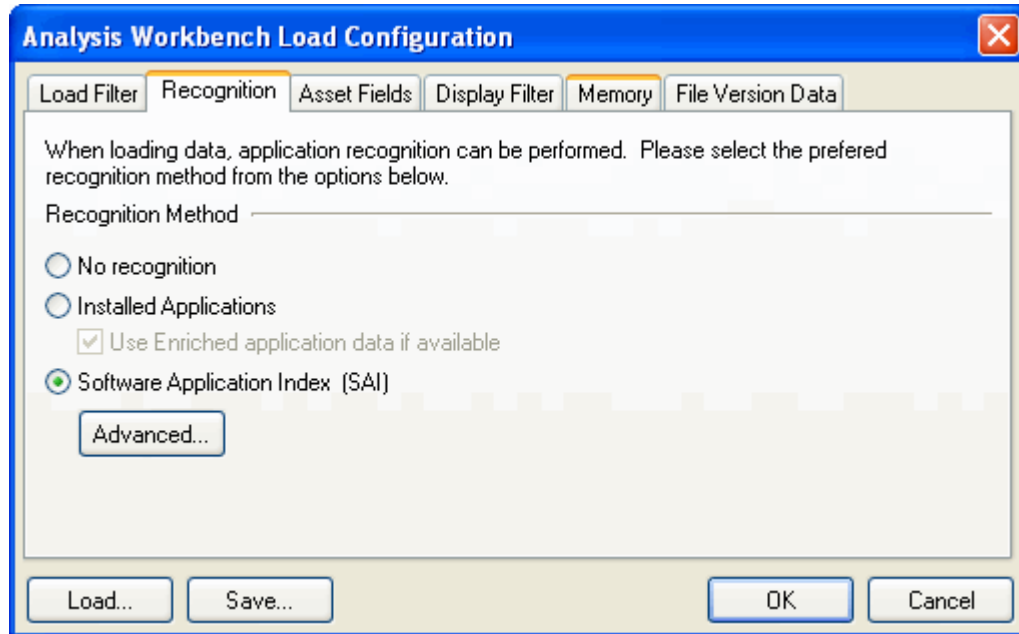 Analysis Workbench Load Configuration
Load Filter Recognition Asset Fields Display Filter Memory File Version Data
When loading data, application recognition can be performed. Please select the prefered
recognition method from the options below.
Recognition Method
No recognition
Installed Applications
Use Enriched application data if available
Software Application Index (SAI)
Advanced...
Load... Save... OK Cancel